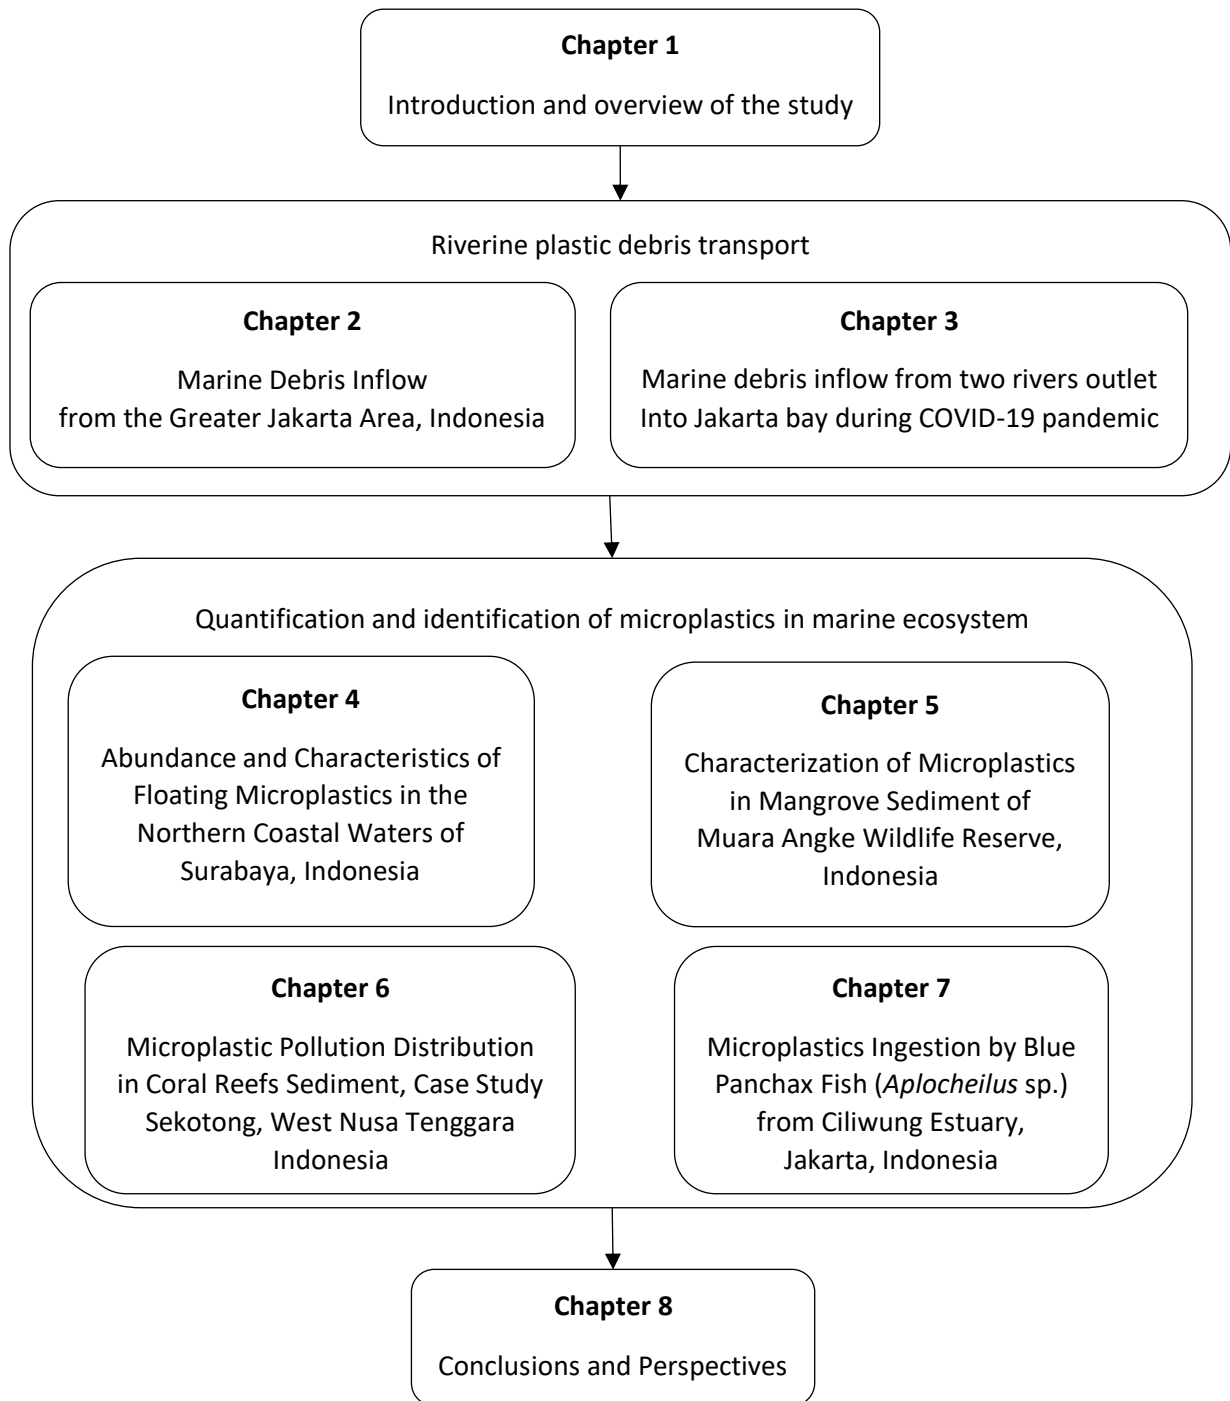 Chapter 1
Introduction and overview of the study
Riverine plastic debris transport
Chapter 2
Marine Debris Inflow
from the Greater Jakarta Area, Indonesia
Chapter 3
Marine debris inflow from two rivers outlet
Into Jakarta bay during COVID-19 pandemic
Quantification and identification of microplastics in marine ecosystem
Chapter 4
Abundance and Characteristics of
Floating Microplastics in the
Northern Coastal Waters of
Surabaya, Indonesia
Chapter 5
Characterization of Microplastics
in Mangrove Sediment of
Muara Angke Wildlife Reserve,
Indonesia
Chapter 6
Microplastic Pollution Distribution
in Coral Reefs Sediment, Case Study
Sekotong, West Nusa Tenggara
Indonesia
Chapter 7
Microplastics Ingestion by Blue
Panchax Fish (Aplocheilus sp.)
from Ciliwung Estuary,
Jakarta, Indonesia
Chapter 8
Conclusions and Perspectives